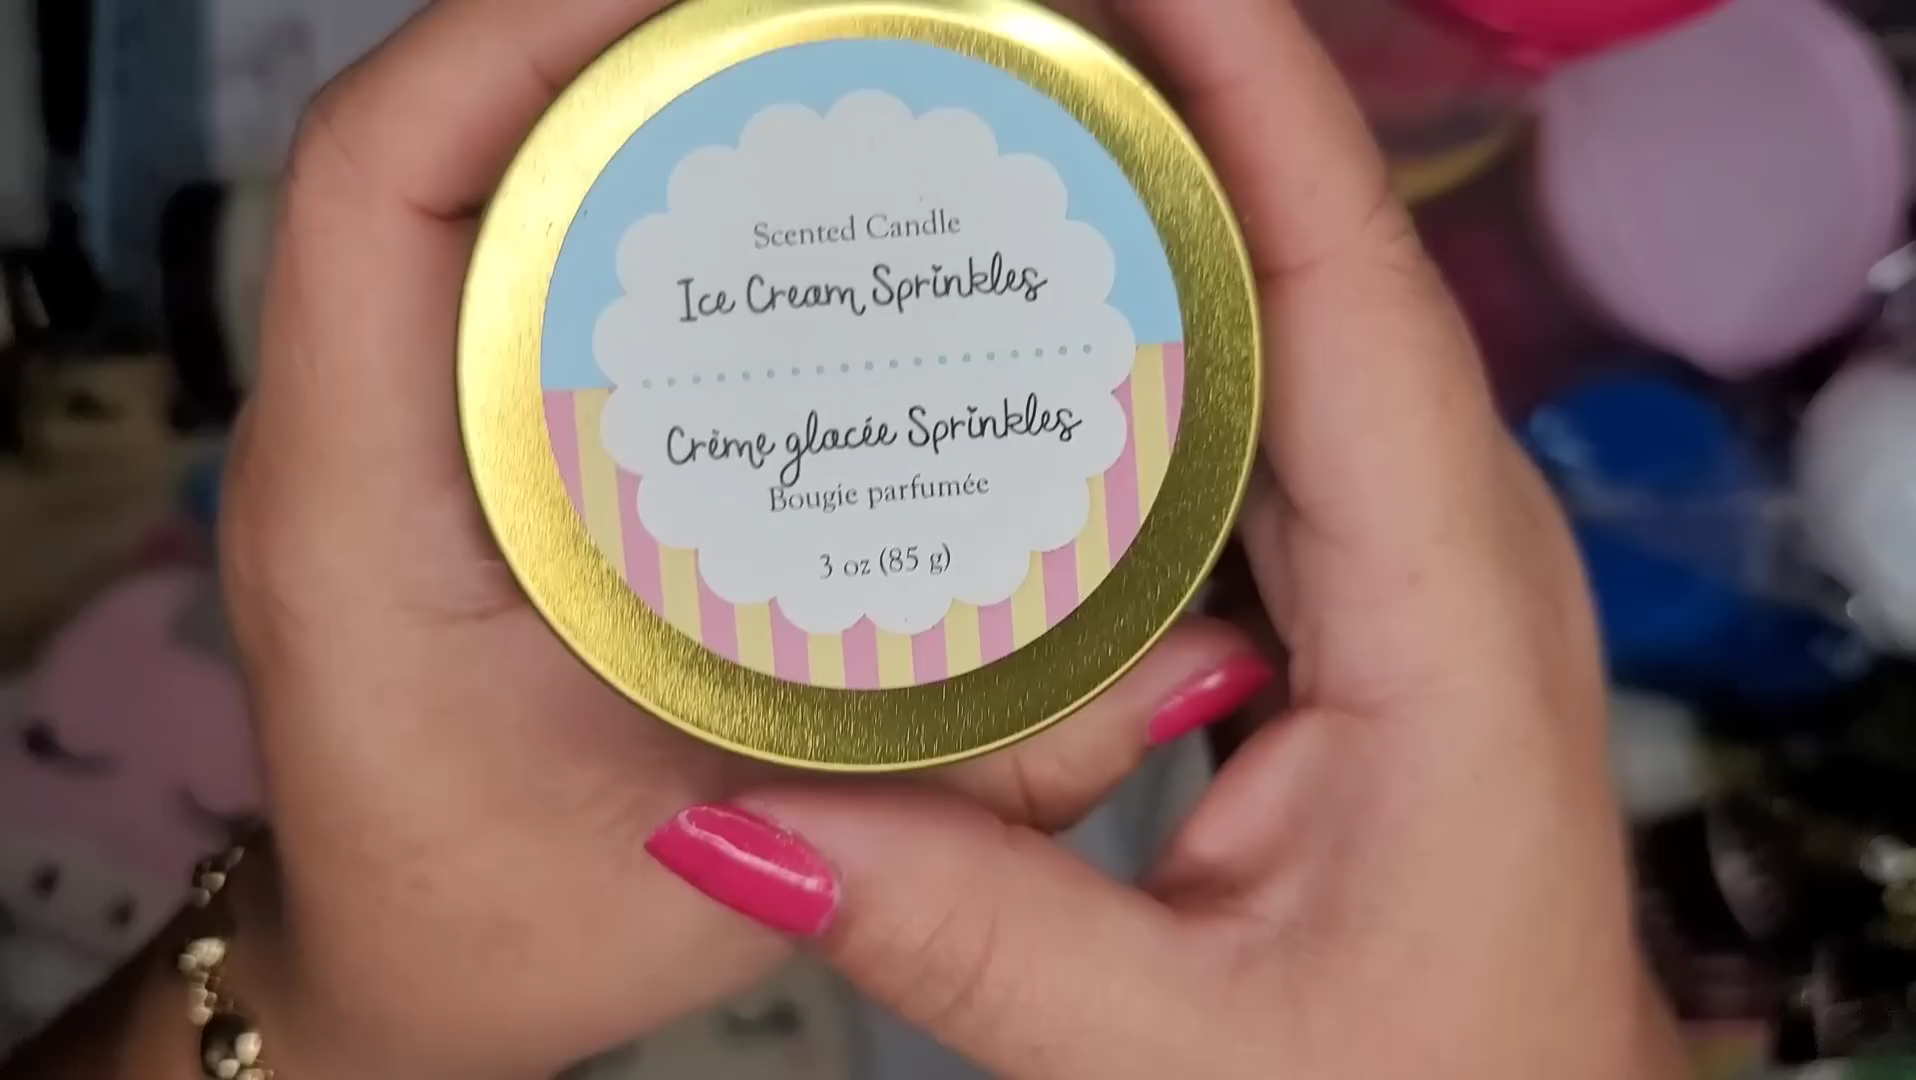 Scented Candle
Ice Cream Sprinkles
Crème glacée Sprinkles
Bougie parfumée
3 oz (85 g)